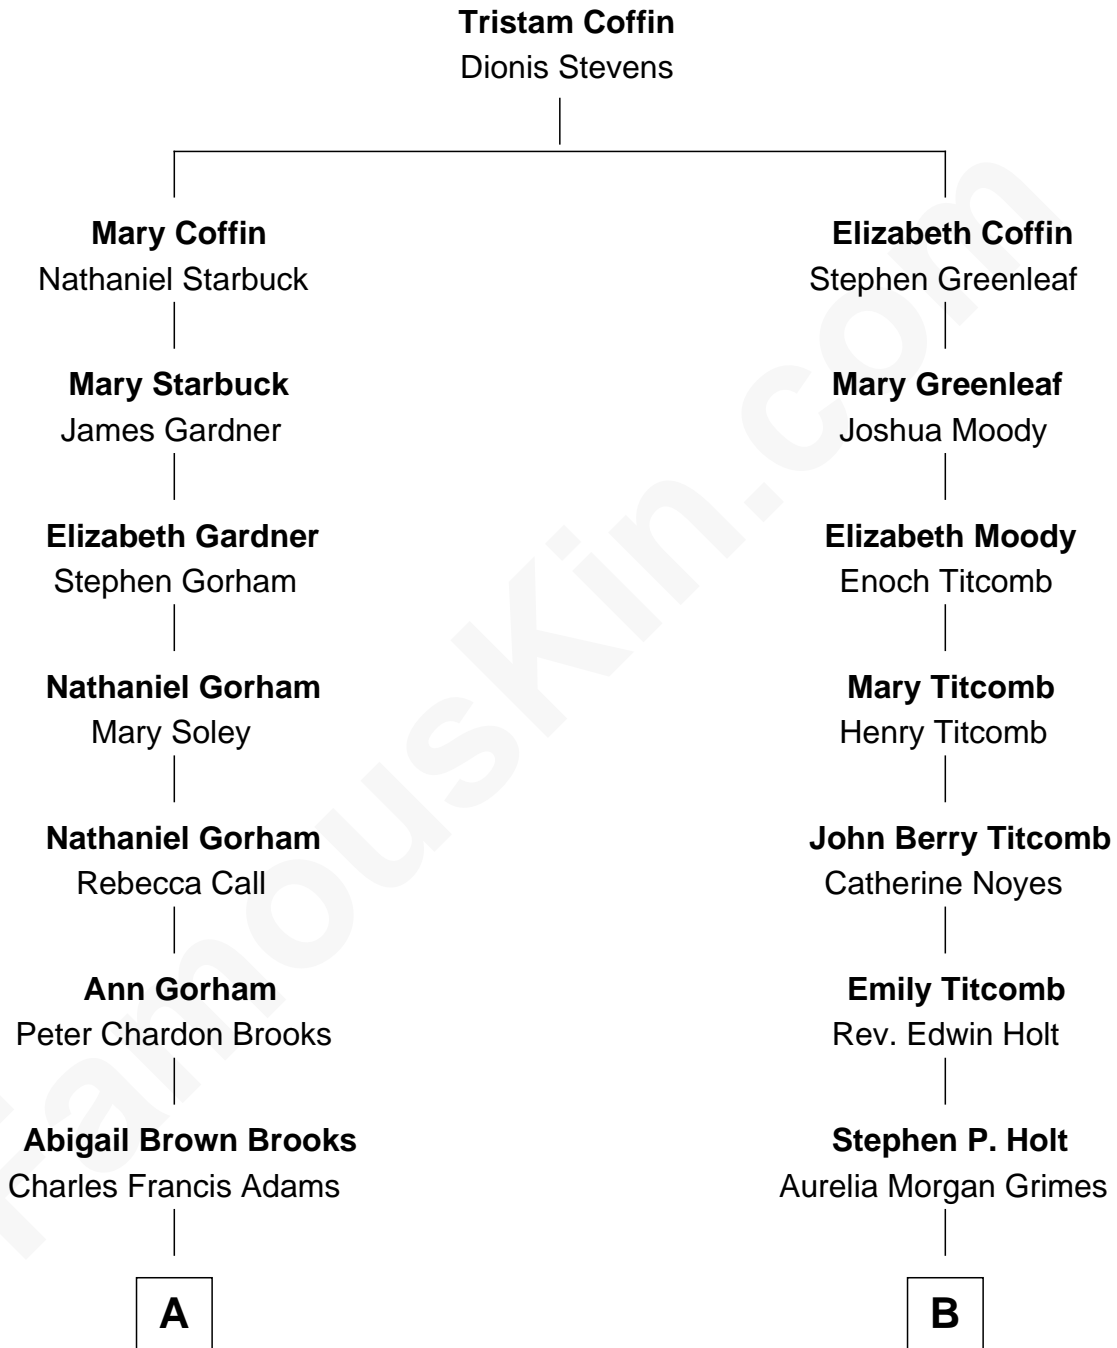 Tristam Coffin
Dionis Stevens
Mary Coffin
Nathaniel Starbuck
Elizabeth Coffin
Stephen Greenleaf
Mary Starbuck
James Gardner
Mary Greenleaf
Joshua Moody
Elizabeth Gardner
Stephen Gorham
Elizabeth Moody
Enoch Titcomb
Nathaniel Gorham
Mary Soley
Mary Titcomb
Henry Titcomb
Nathaniel Gorham
Rebecca Call
John Berry Titcomb
Catherine Noyes
Ann Gorham
Peter Chardon Brooks
Emily Titcomb
Rev. Edwin Holt
Abigail Brown Brooks
Charles Francis Adams
Stephen P. Holt
Aurelia Morgan Grimes
A
B
FamousKin.com